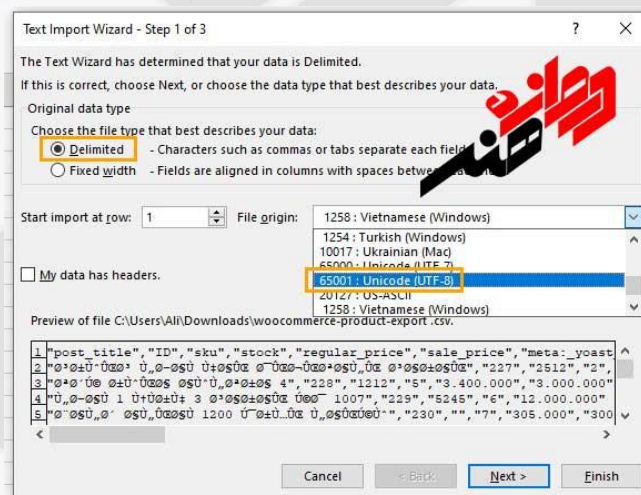 Text Import Wizard - Step 1 of 3
The Text Wizard has determined that your data is Delimited.
If this is correct, choose Next, or choose the data type that best describes your data.
Original data type
Choose the file type that best describes your data:
Delimited - Characters such as commas or tabs separate each field
Fixed width - Fields are aligned in columns with spaces between each
Start import at row: 1 File origin: 1258 : Vietnamese (Windows)
1254 : Turkish (Windows)
10017 : Ukrainian (Mac)
65000 : Unicode (UTF-7)
65001 : Unicode (UTF-8)
20127 : US-ASCII
1258 : Vietnamese (Windows)
My data has headers.
Preview of file C:\Users\Ali\Downloads\woocommerce-product-export .csv.
1 "post_title","ID","sku","stock","regular_price","sale_price","meta:_yoast
2 "227","2512","2",
3 4","228","1212","5","3.400.000","3.000.000"
4 1 3 1007","229","5245","6","12.000.000"
5 1200 "230","","7","305.000","300
Cancel < Back Next > Finish